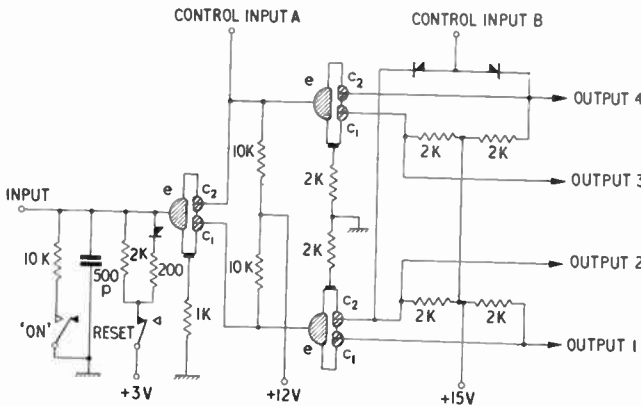 CONTROL INPUT A
CONTROL INPUT B
e
C2
C1
OUTPUT 4
2K
2K
10K
2K
OUTPUT 3
INPUT
e
C2
C1
10K
500
p
2K
200
1K
10K
2K
OUTPUT 2
C2
e
C1
2K
2K
OUTPUT 1
'ON'
RESET
+3V
+12V
+15V